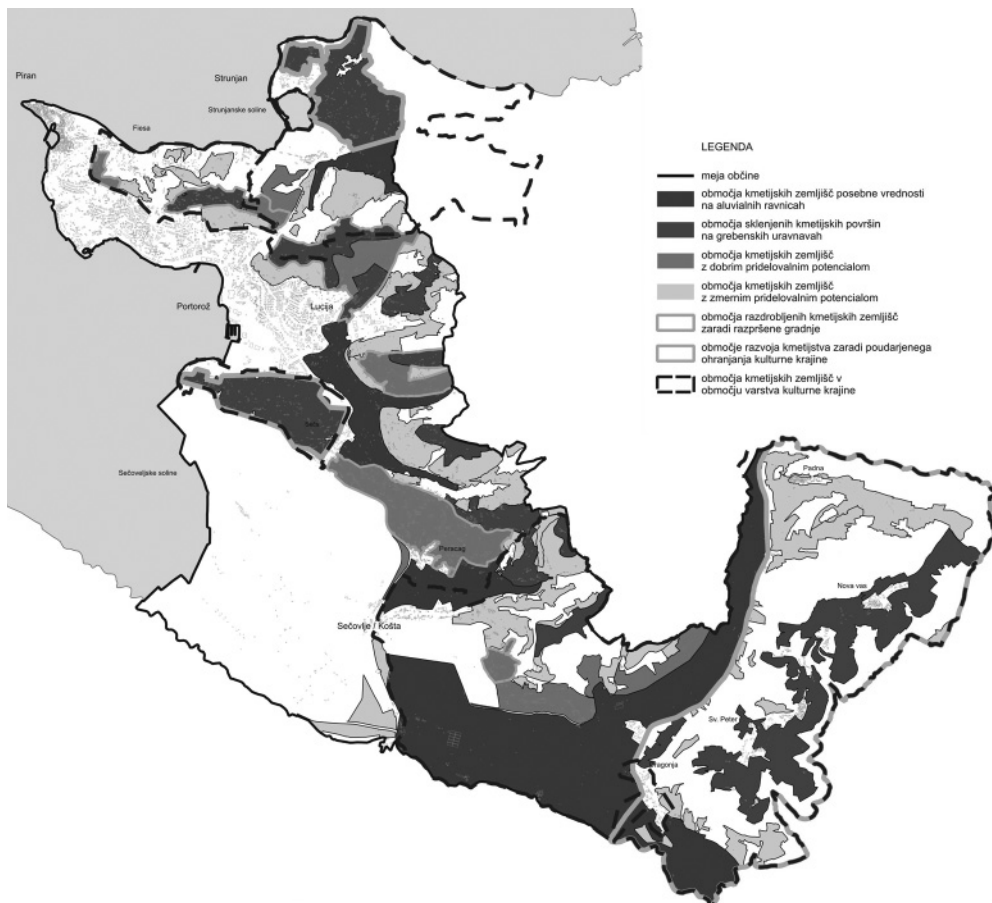 Piran
Strunjan
Strunjanske soline
Fiesa
Portorož
Lucija
Seča
Sečoveljske soline
Paracag
Sečovlje / Košta
Padna
Nova vas
Sv. Peter
Dragonja
LEGENDA
meja občine
območja kmetijskih zemljišč posebne vrednosti
na aluvialnih ravnicah
območja sklenjenih kmetijskih površin
na grebenskih uravnavah
območja kmetijskih zemljišč
z dobrim pridelovalnim potencialom
območja kmetijskih zemljišč
z zmernim pridelovalnim potencialom
območja razdrobljenih kmetijskih zemljišč
zaradi razpršene gradnje
območje razvoja kmetijstva zaradi poudarjenega
ohranjanja kulturne krajine
območja kmetijskih zemljišč v
območju varstva kulturne krajine